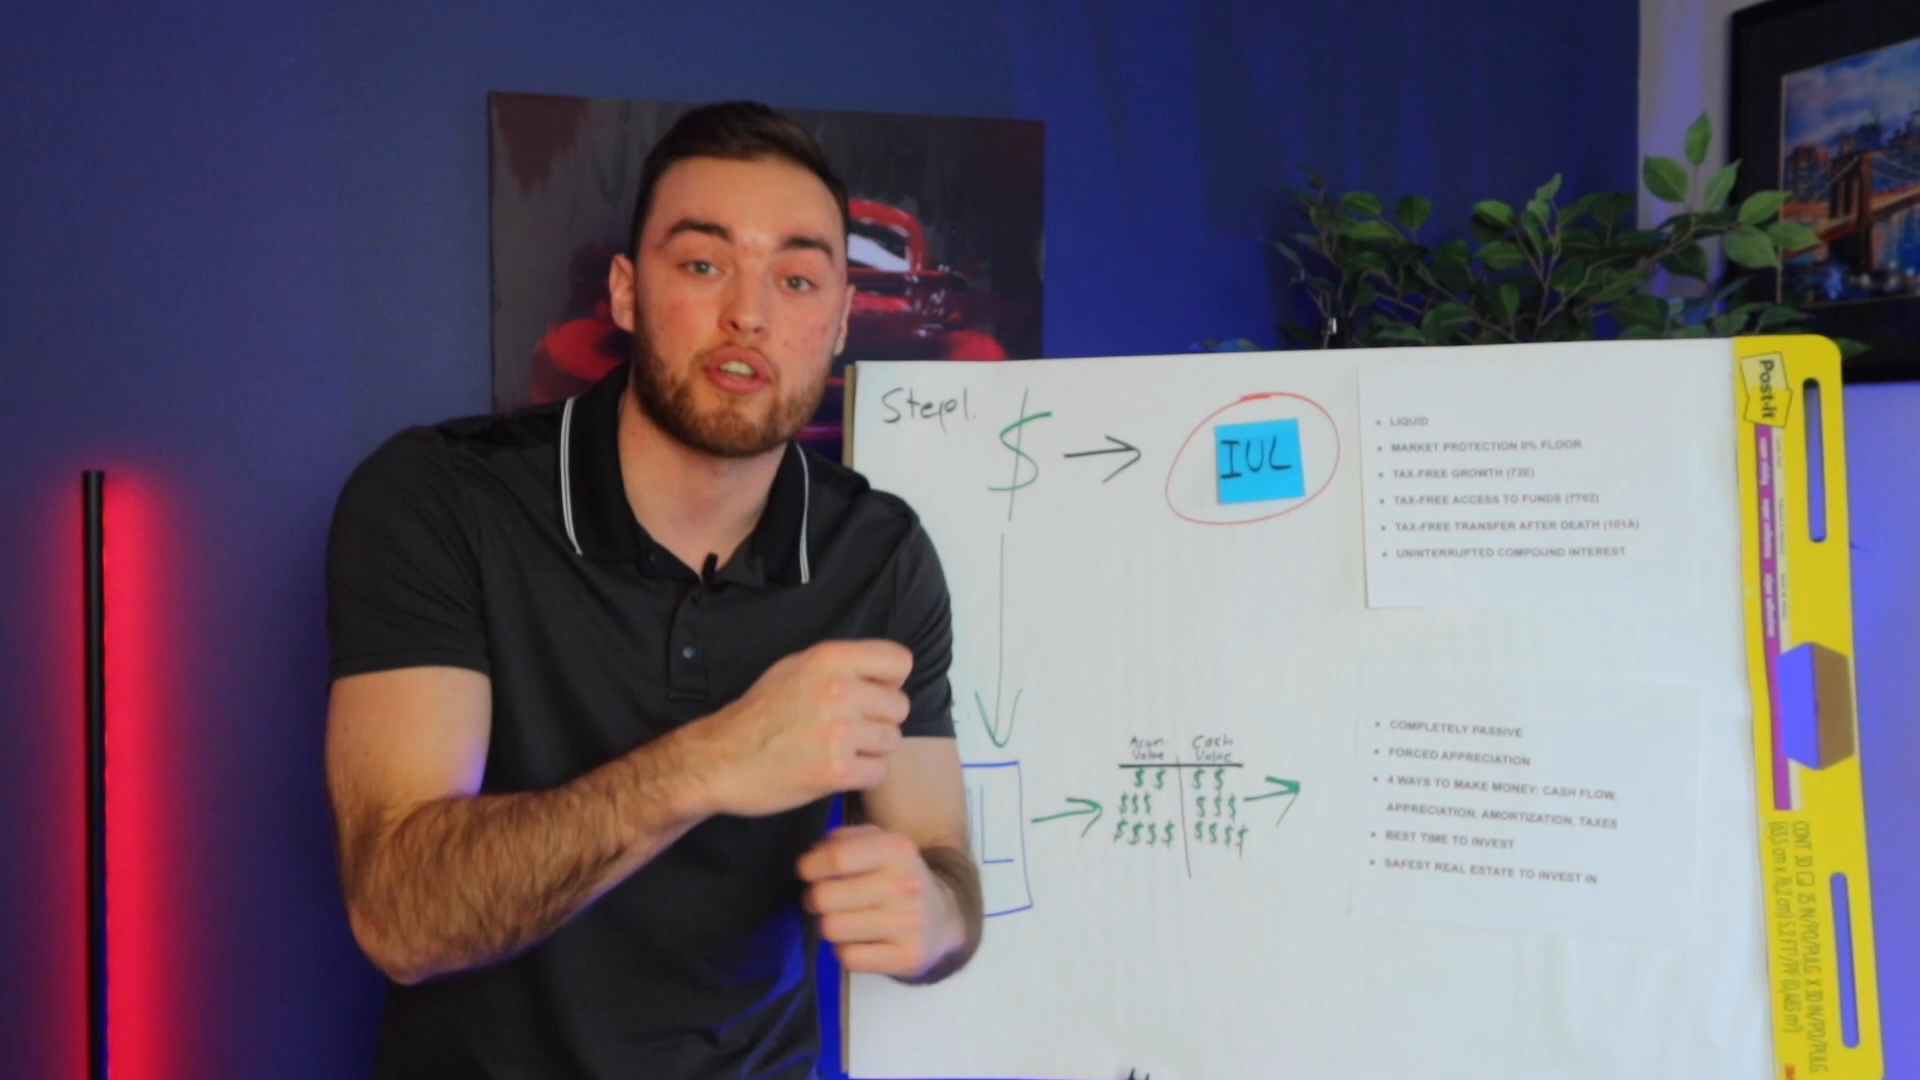 Step 1.
$
IUL
LIQUID
MARKET PROTECTION 0% FLOOR
TAX-FREE GROWTH (72E)
TAX-FREE ACCESS TO FUNDS (7702)
TAX-FREE TRANSFER AFTER DEATH (101A)
UNINTERRUPTED COMPOUND INTEREST
Post-it
Cash
Value Value
$$ $$
$$$ $$$
$$$$ $$$$
COMPLETELY PASSIVE
FORCED APPRECIATION
4 WAYS TO MAKE MONEY: CASH FLOW,
APPRECIATION, AMORTIZATION, TAXES
BEST TIME TO INVEST
SAFEST REAL ESTATE TO INVEST IN
L